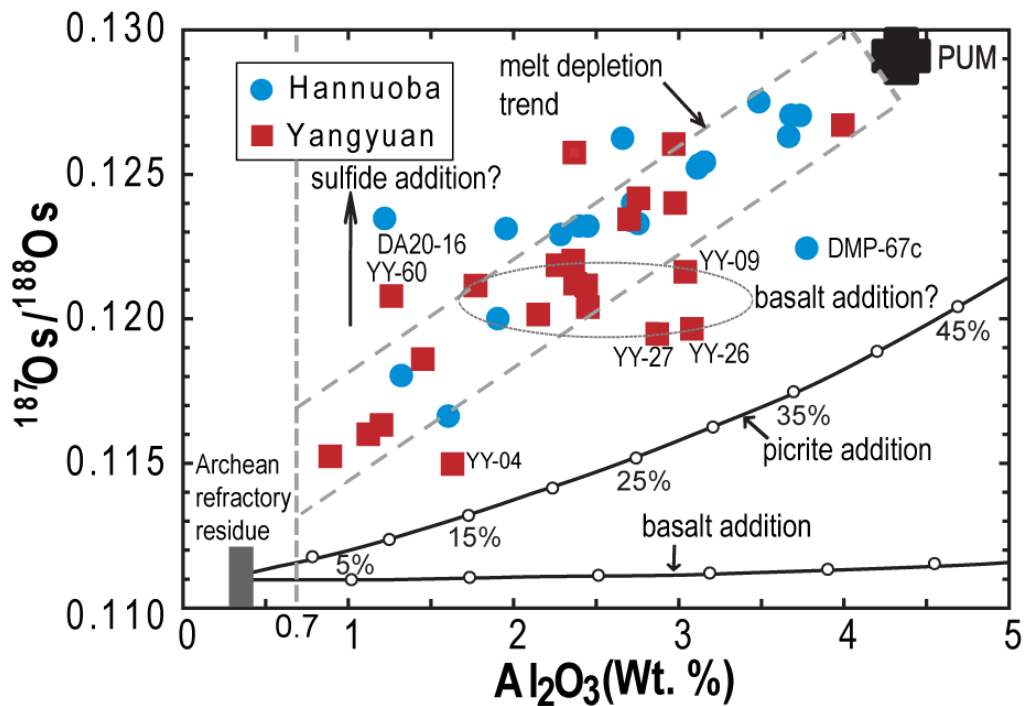 0.130
0.125
0.120
0.115
0.110
187Os/188Os
Hannuoba
Yangyuan
melt depletion
trend
PUM
sulfide addition?
DA20-16
YY-60
DMP-67c
YY-09
basalt addition?
YY-27
YY-26
45%
35%
picrite addition
YY-04
25%
Archean
refractory
residue
15%
basalt addition
5%
0
0.7
1
2
3
4
5
Al2O3(Wt. %)